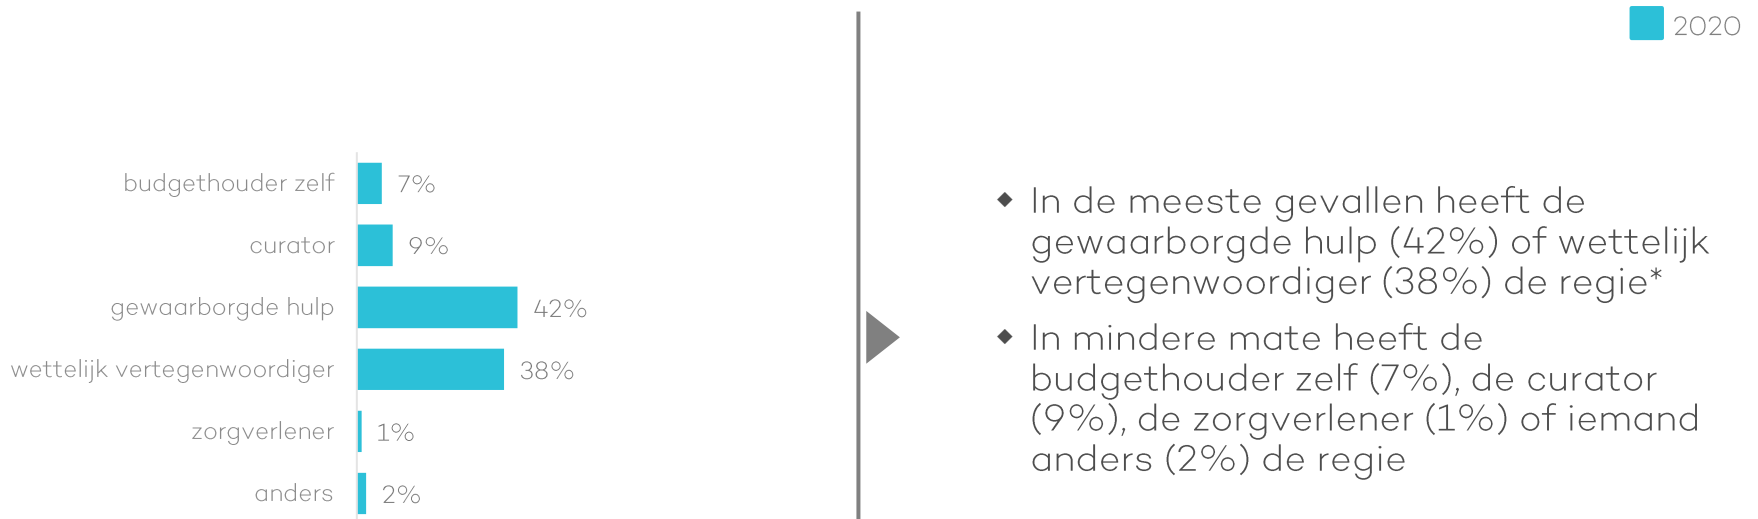 2020
budgethouder zelf 7%
curator 9%
gewaarborgde hulp 42%
wettelijk vertegenwoordiger 38%
zorgverlener 1%
anders 2%
◆ In de meeste gevallen heeft de
gewaarborgde hulp (42%) of wettelijk
vertegenwoordiger (38%) de regie*
◆ In mindere mate heeft de
budgethouder zelf (7%), de curator
(9%), de zorgverlener (1%) of iemand
anders (2%) de regie